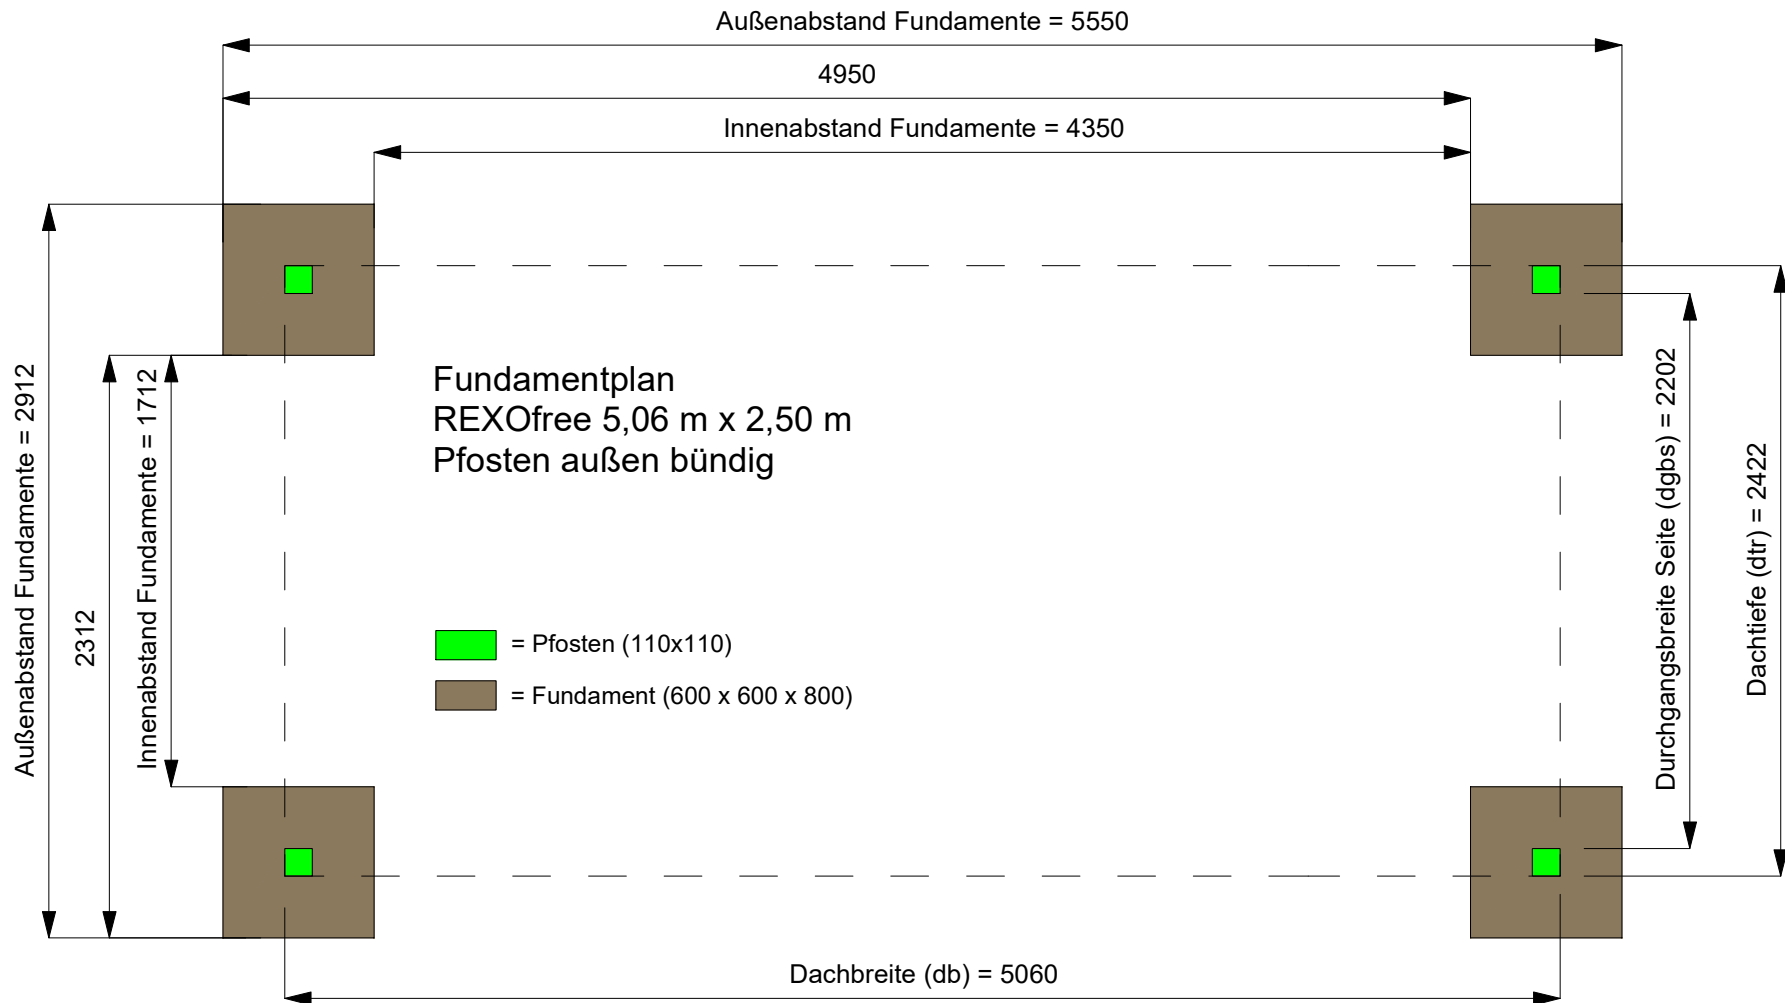 Außenabstand Fundamente = 5550
4950
Innenabstand Fundamente = 4350
Außenabstand Fundamente = 2912
2312
Innenabstand Fundamente = 1712
Fundamentplan
REXOfree 5,06 m x 2,50 m
Pfosten außen bündig
= Pfosten (110x110)
= Fundament (600 x 600 x 800)
Durchgangsbreite Seite (dgbs) = 2202
Dachtiefe (dtr) = 2422
Dachbreite (db) = 5060